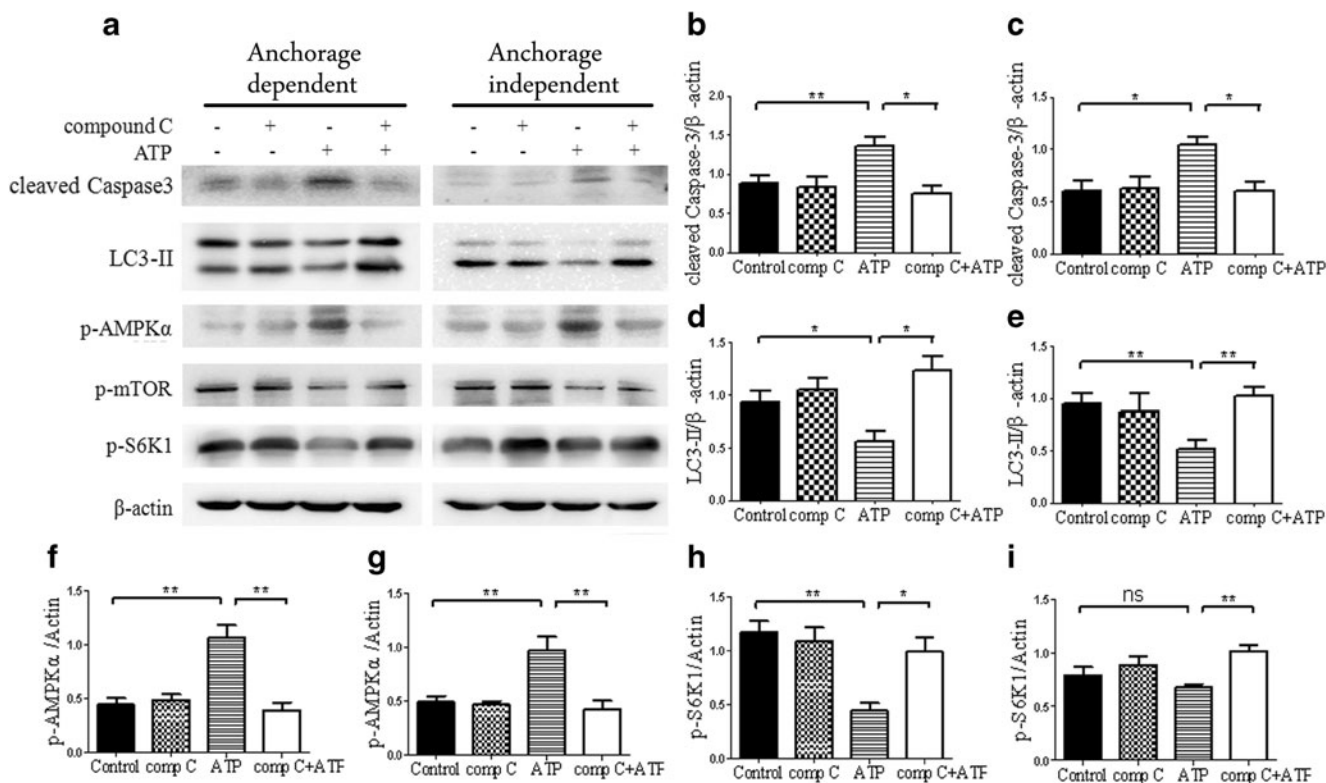 a
Anchorage dependent
Anchorage independent
compound C - + - + - + - +
ATP - - + + - - + +
cleaved Caspase3
LC3-II
p-AMPKα
p-mTOR
p-S6K1
β-actin
b
cleaved Caspase-3/β -actin
2.0
1.5
1.0
0.5
0.0
** *
Control comp C ATP comp C+ATP
c
cleaved Caspase-3/β -actin
1.5
1.0
0.5
0.0
* *
Control comp C ATP comp C+ATP
d
LC3-II/β -actin
1.5
1.0
0.5
0.0
* *
Control comp C ATP comp C+ATP
e
LC3-II/β -actin
1.5
1.0
0.5
0.0
** **
Control comp C ATP comp C+ATP
f
p-AMPKα /Actin
1.5
1.0
0.5
0.0
** **
Control comp C ATP comp C+ATF
g
p-AMPKα /Actin
1.5
1.0
0.5
0.0
** **
Control comp C ATP comp C+ATF
h
p-S6K1/Actin
1.5
1.0
0.5
0.0
** *
Control comp C ATP comp C+ATP
i
p-S6K1/Actin
1.5
1.0
0.5
0.0
ns **
Control comp C ATP comp C+ATP